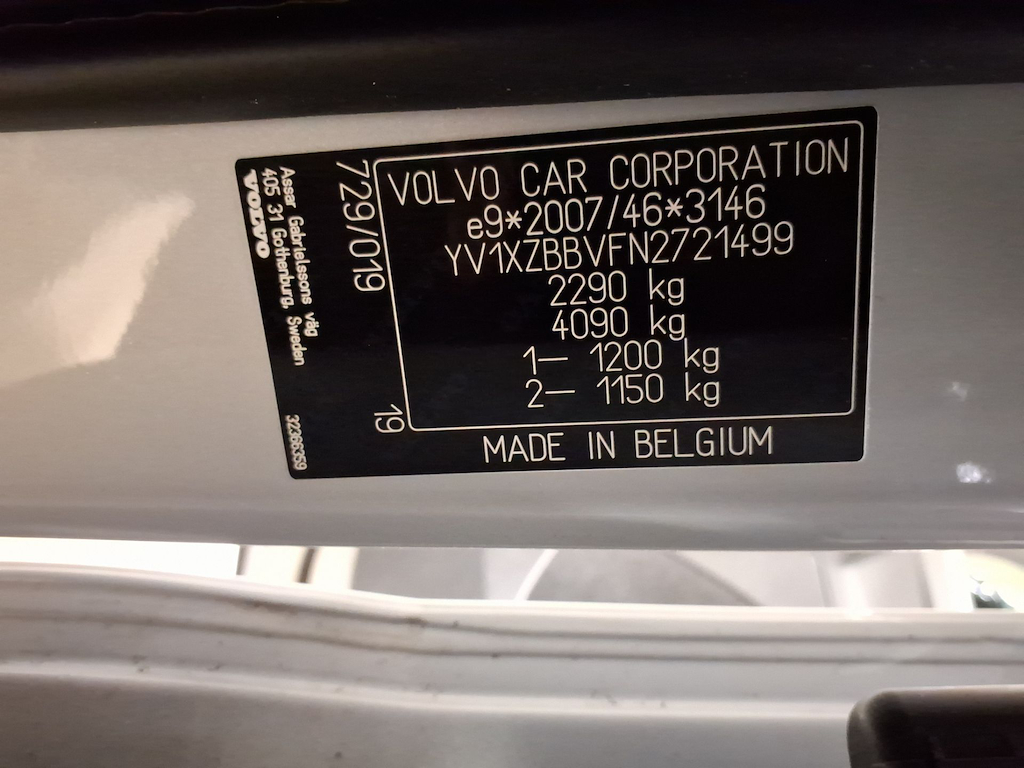 VOLVO CAR CORPORATION
e9*2007/46*3146
YV1XZBBVFN2721499
2290 kg
4090 kg
1— 1200 kg
2— 1150 kg
MADE IN BELGIUM
729/019
19
Assar Gabrielssons väg
405 31 Gothenburg, Sweden
VOLVO
32366359